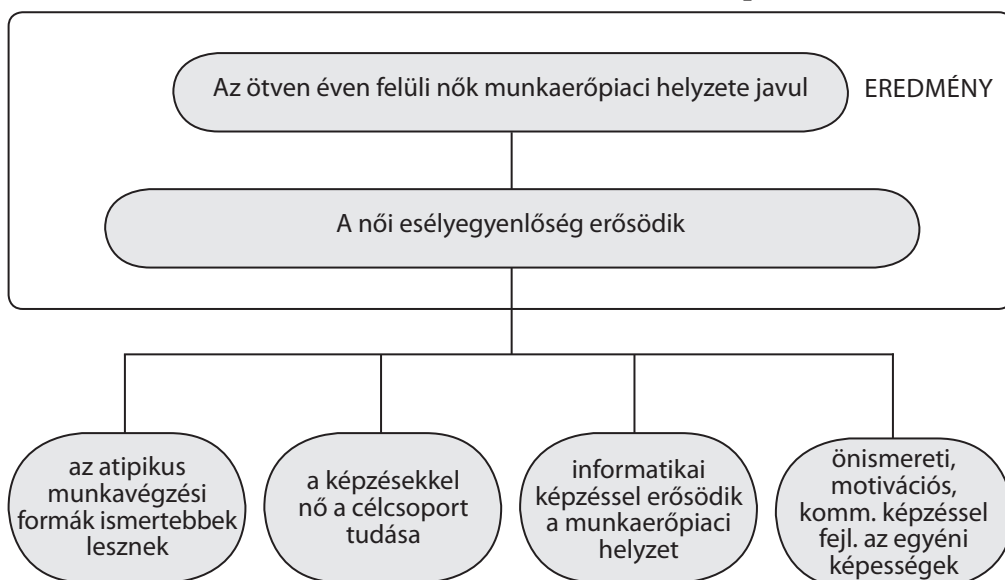 Az ötven éven felüli nők munkaerőpiaci helyzete javul
EREDMÉNY
A női esélyegyenlőség erősödik
az atipikus
munkavégzési
formák ismertebbek
lesznek
a képzésekkel
nő a célcsoport
tudása
informatikai
képzéssel erősödik
a munkaerőpiaci
helyzet
önismereti,
motivációs,
komm. képzéssel
fejl. az egyéni
képességek